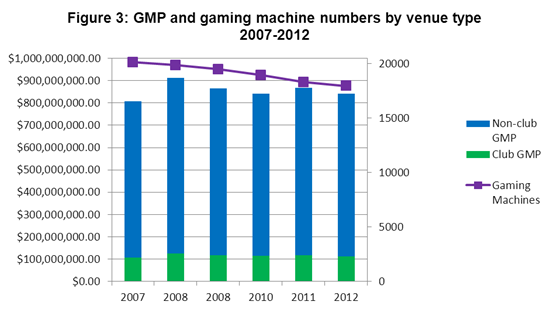 Figure 3: GMP and gaming machine numbers by venue type
2007-2012
$1,000,000,000.00
$900,000,000.00
$800,000,000.00
$700,000,000.00
$600,000,000.00
$500,000,000.00
$400,000,000.00
$300,000,000.00
$200,000,000.00
$100,000,000.00
$0.00
20000
15000
10000
5000
0
2007 2008 2008 2010 2011 2012
Non-club
GMP
Club GMP
Gaming
Machines